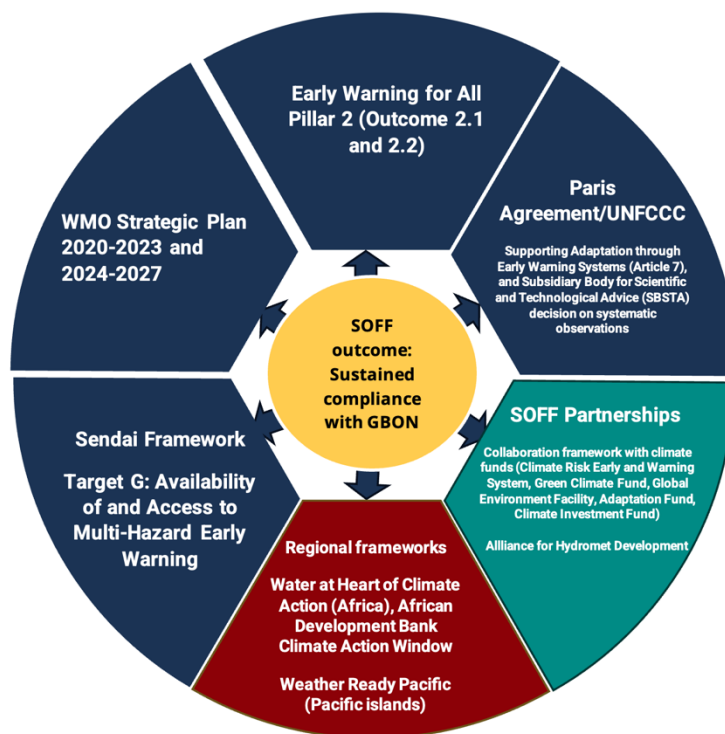 Early Warning for All
Pillar 2 (Outcome 2.1
and 2.2)
Paris
Agreement/UNFCCC
Supporting Adaptation through
Early Warning Systems (Article 7),
and Subsidiary Body for Scientific
and Technological Advice (SBSTA)
decision on systematic
observations
WMO Strategic Plan
2020-2023 and
2024-2027
SOFF
outcome:
Sustained
compliance
with GBON
SOFF Partnerships
Collaboration framework with climate
funds (Climate Risk Early and Warning
System, Green Climate Fund, Global
Environment Facility, Adaptation Fund,
Climate Investment Fund)
Allliance for Hydromet Development
Sendai Framework
Target G: Availability
of and Access to
Multi-Hazard Early
Warning
Regional frameworks
Water at Heart of Climate
Action (Africa), African
Development Bank
Climate Action Window
Weather Ready Pacific
(Pacific islands)